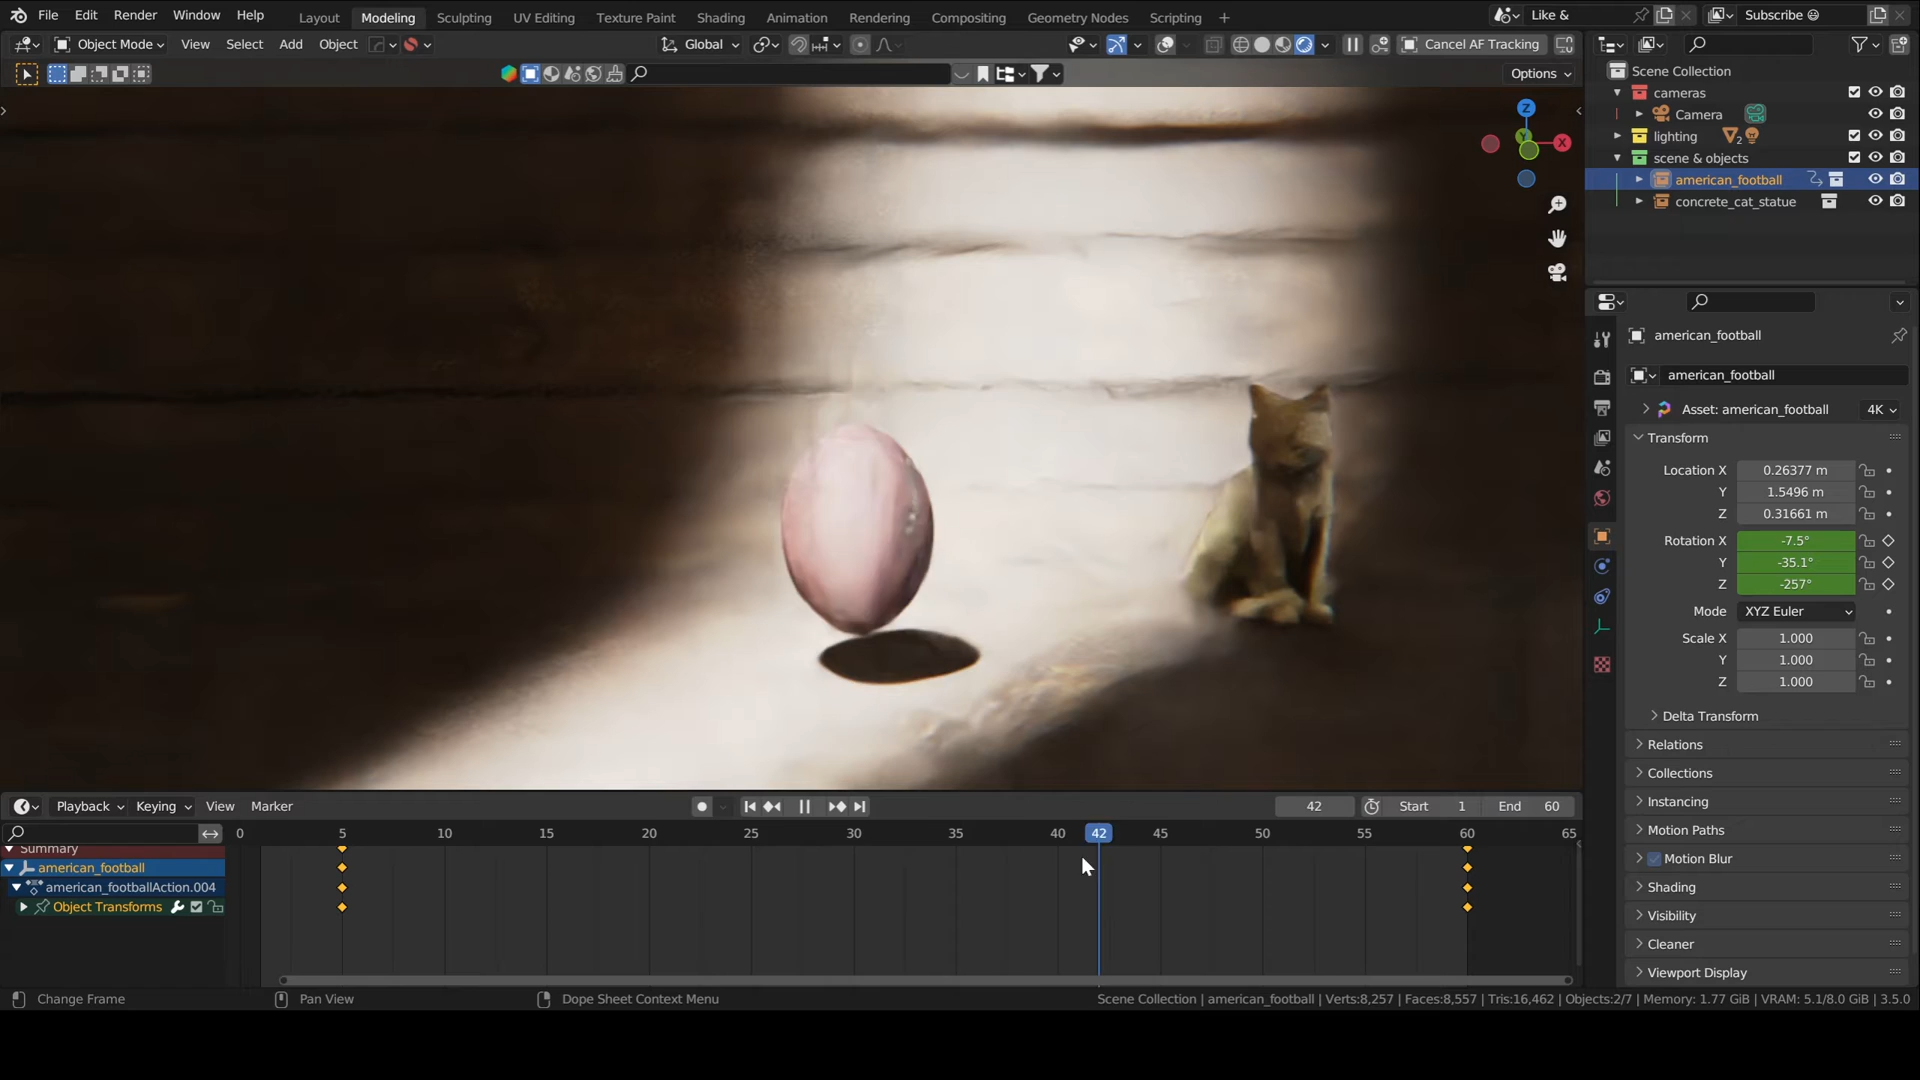 File Edit Render Window Help Layout Modeling Sculpting UV Editing Texture Paint Shading Animation Rendering Compositing Geometry Nodes Scripting + Like & Subscribe 😃
Object Mode View Select Add Object Global Cancel AF Tracking
Options
Scene Collection
cameras
Camera
lighting 2
scene & objects
american_football
concrete_cat_statue
Z
Y
X
american_football
american_football
Asset: american_football 4K
Transform
Location X 0.26377 m
Y 1.5496 m
Z 0.31661 m
Rotation X -7.5°
Y -35.1°
Z -257°
Mode XYZ Euler
Scale X 1.000
Y 1.000
Z 1.000
Delta Transform
Relations
Collections
Instancing
Motion Paths
Motion Blur
Shading
Visibility
Cleaner
Viewport Display
Playback Keying View Marker 42 Start 1 End 60
0 5 10 15 20 25 30 35 40 42 45 50 55 60 65
Summary
american_football
american_footballAction.004
Object Transforms
Change Frame Pan View Dope Sheet Context Menu Scene Collection | american_football | Verts:8,257 | Faces:8,557 | Tris:16,462 | Objects:2/7 | Memory: 1.77 GiB | VRAM: 5.1/8.0 GiB | 3.5.0